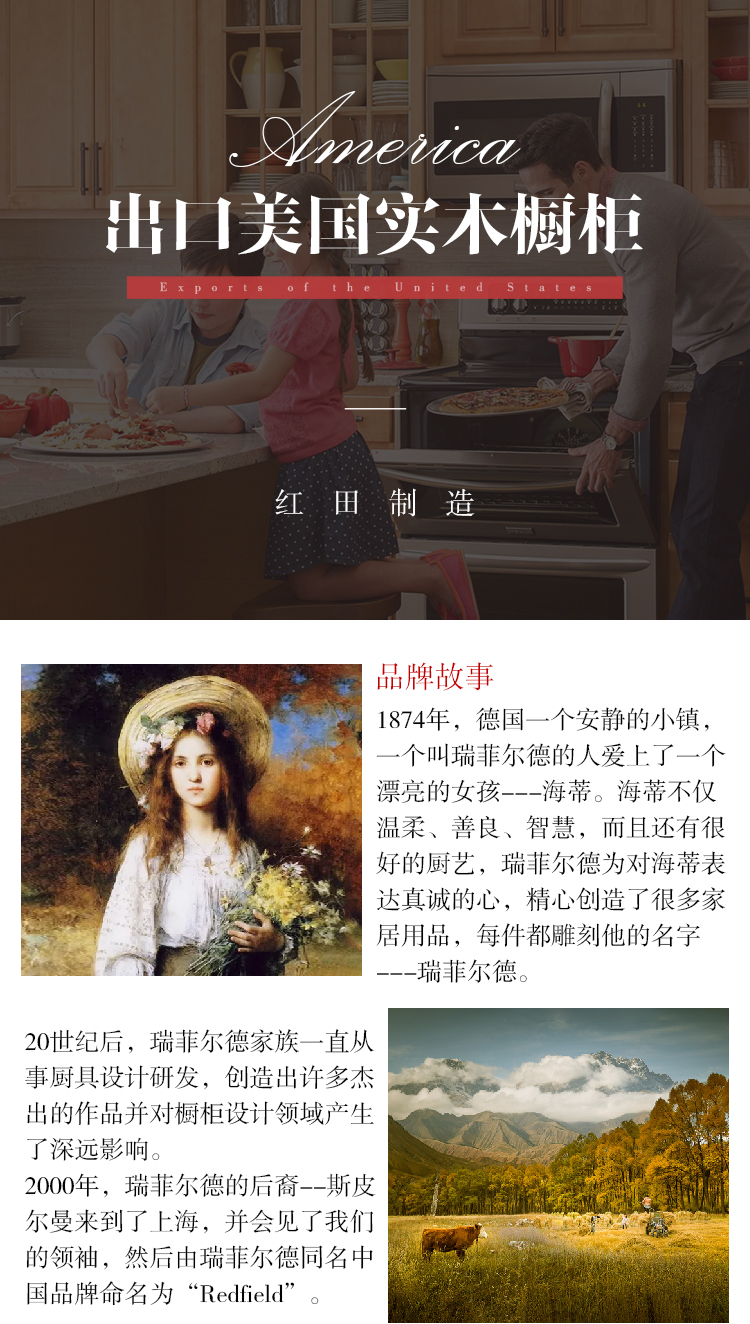 America
出口美国实木橱柜
Exports of the United States
红田制造
品牌故事
1874年，德国一个安静的小镇，
一个叫瑞菲尔德的人爱上了一个
漂亮的女孩---海蒂。海蒂不仅
温柔、善良、智慧，而且还有很
好的厨艺，瑞菲尔德为对海蒂表
达真诚的心，精心创造了很多家
居用品，每件都雕刻他的名字
---瑞菲尔德。
20世纪后，瑞菲尔德家族一直从
事厨具设计研发，创造出许多杰
出的作品并对橱柜设计领域产生
了深远影响。
2000年，瑞菲尔德的后裔--斯皮
尔曼来到了上海，并会见了我们
的领袖，然后由瑞菲尔德同名中
国品牌命名为“Redfield”。